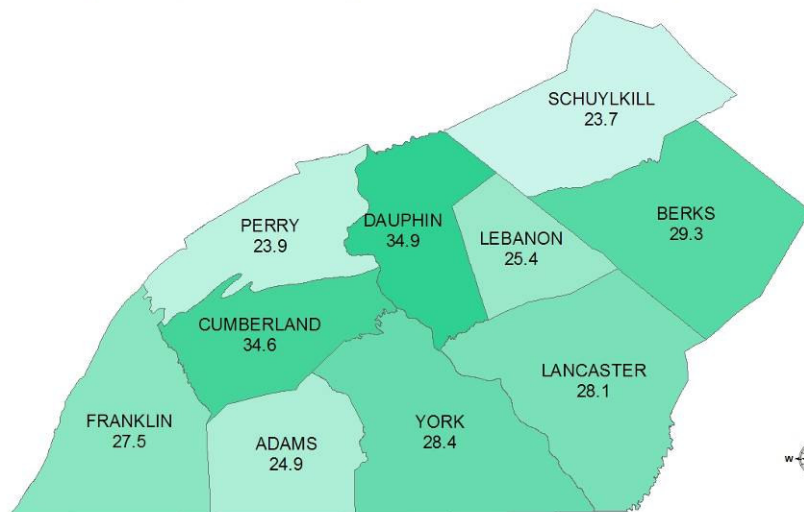 SCHUYLKILL
23.7
PERRY
23.9
DAUPHIN
34.9
LEBANON
25.4
BERKS
29.3
CUMBERLAND
34.6
LANCASTER
28.1
FRANKLIN
27.5
ADAMS
24.9
YORK
28.4
W